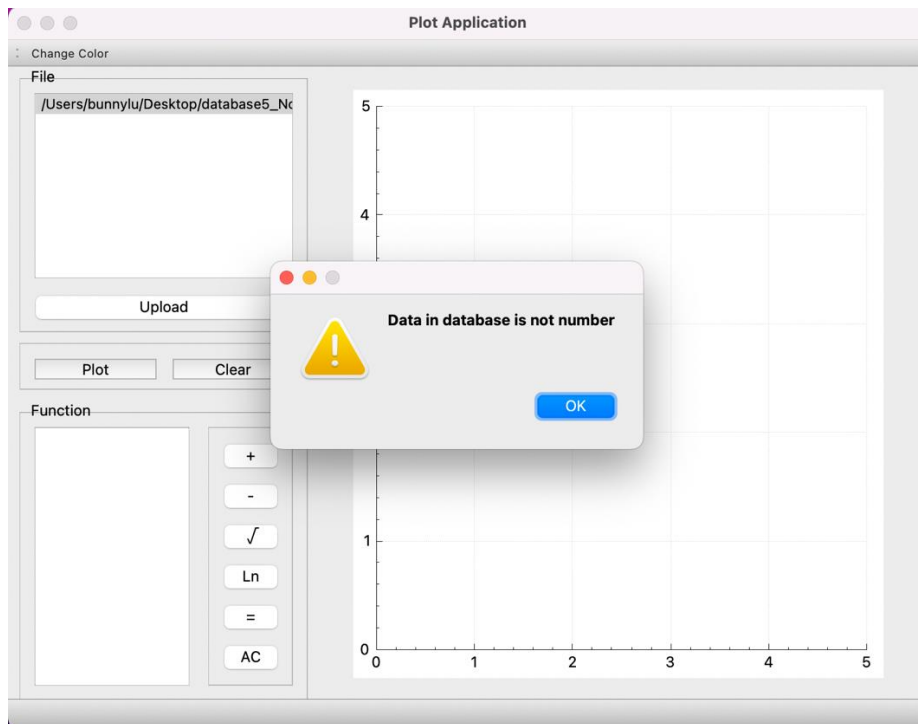 Plot Application
Change Color
File
/Users/bunnylu/Desktop/database5_Nc
Upload
Plot Clear
Function
+
-
√
Ln
=
AC
5
4
1
0
0 1 2 3 4 5
Data in database is not number
OK